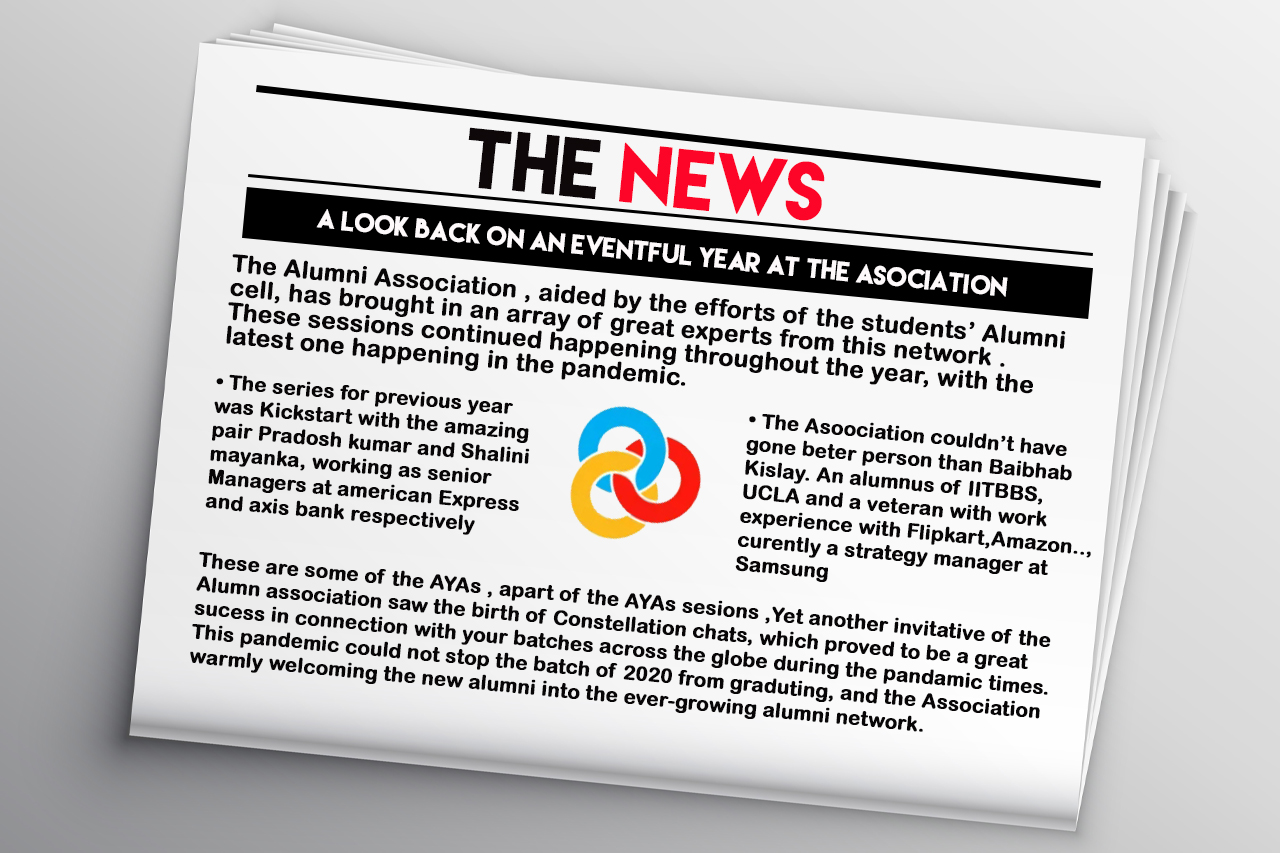 THE NEWS
A LOOK BACK ON AN EVENTFUL YEAR AT THE ASOCIATION
The Alumni Association , aided by the efforts of the students' Alumni
cell, has brought in an array of great experts from this network .
These sessions continued happening throughout the year, with the
latest one happening in the pandemic.
• The series for previous year
was Kickstart with the amazing
pair Pradosh kumar and Shalini
mayanka, working as senior
Managers at american Express
and axis bank respectively
• The Asoociation couldn't have
gone beter person than Baibhab
Kislay. An alumnus of IITBBS,
UCLA and a veteran with work
experience with Flipkart,Amazon..,
curently a strategy manager at
Samsung
These are some of the AYAs , apart of the AYAs sesions ,Yet another invitative of the
Alumn association saw the birth of Constellation chats, which proved to be a great
sucess in connection with your batches across the globe during the pandamic times.
This pandemic could not stop the batch of 2020 from graduting, and the Association
warmly welcoming the new alumni into the ever-growing alumni network.